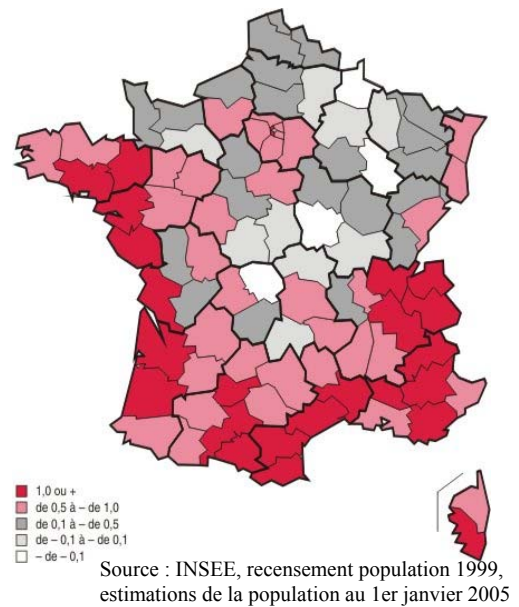 1,0 ou +
de 0,5 à – de 1,0
de 0,1 à – de 0,5
de – 0,1 à – de 0,1
– de – 0,1
Source : INSEE, recensement population 1999,
estimations de la population au 1er janvier 2005